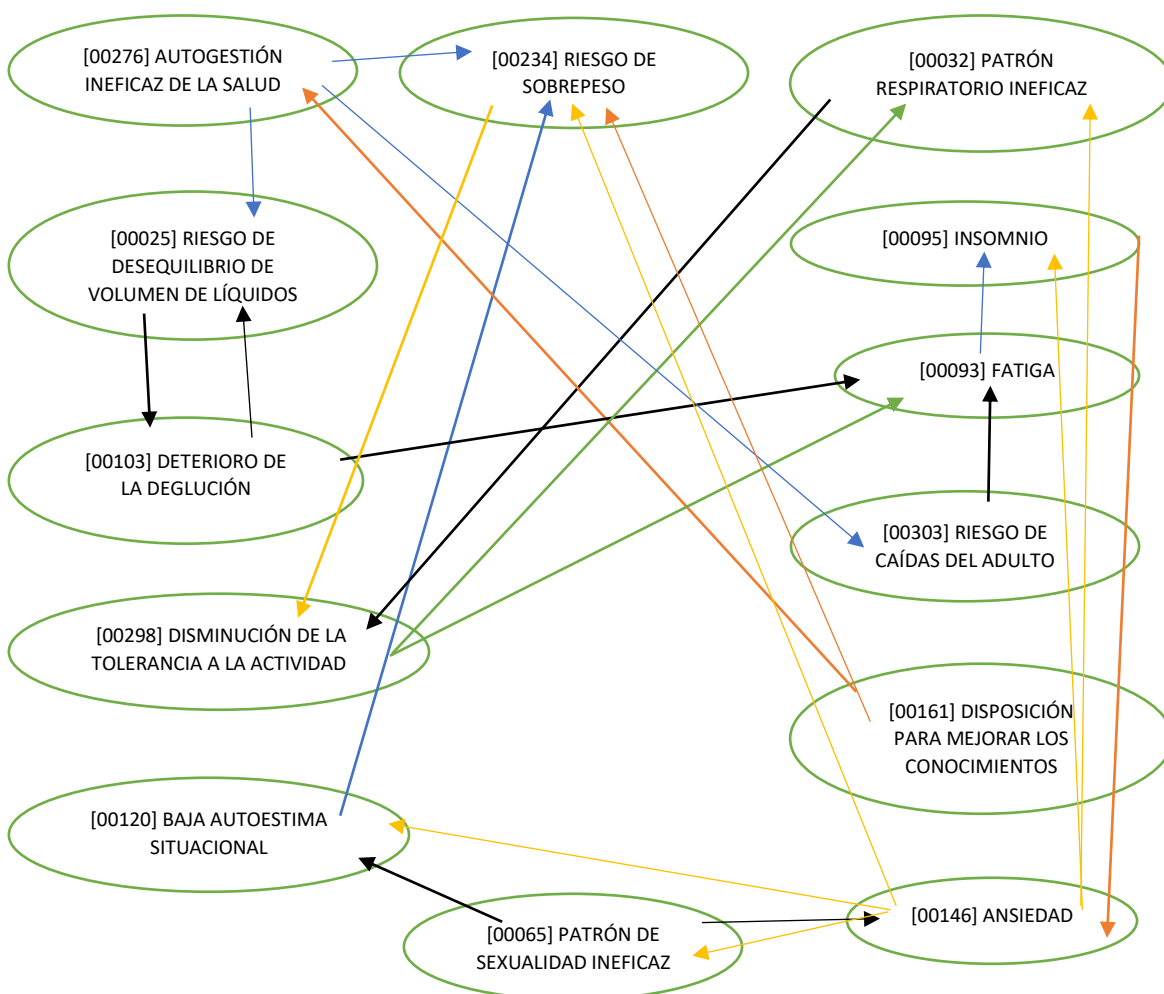 [00276] AUTOGESTIÓN
INEFICAZ DE LA SALUD
[00234] RIESGO DE
SOBREPESO
[00032] PATRÓN
RESPIRATORIO INEFICAZ
[00025] RIESGO DE
DESEQUILIBRIO DE
VOLUMEN DE LÍQUIDOS
[00095] INSOMNIO
[00093] FATIGA
[00103] DETERIORO DE
LA DEGLUCIÓN
[00303] RIESGO DE
CAÍDAS DEL ADULTO
[00298] DISMINUCIÓN DE LA
TOLERANCIA A LA ACTIVIDAD
[00161] DISPOSICIÓN
PARA MEJORAR LOS
CONOCIMIENTOS
[00120] BAJA AUTOESTIMA
SITUACIONAL
[00065] PATRÓN DE
SEXUALIDAD INEFICAZ
[00146] ANSIEDAD